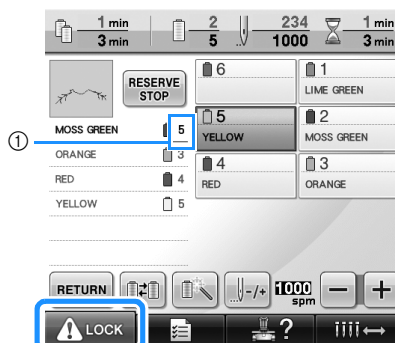 1 min
3 min
2
5
234
1000
1 min
3 min
RESERVE
STOP
6
1
LIME GREEN
5
YELLOW
2
MOSS GREEN
4
RED
3
ORANGE
①
MOSS GREEN 5
ORANGE 3
RED 4
YELLOW 5
RETURN
-/+
1000
spm
− +
LOCK
?